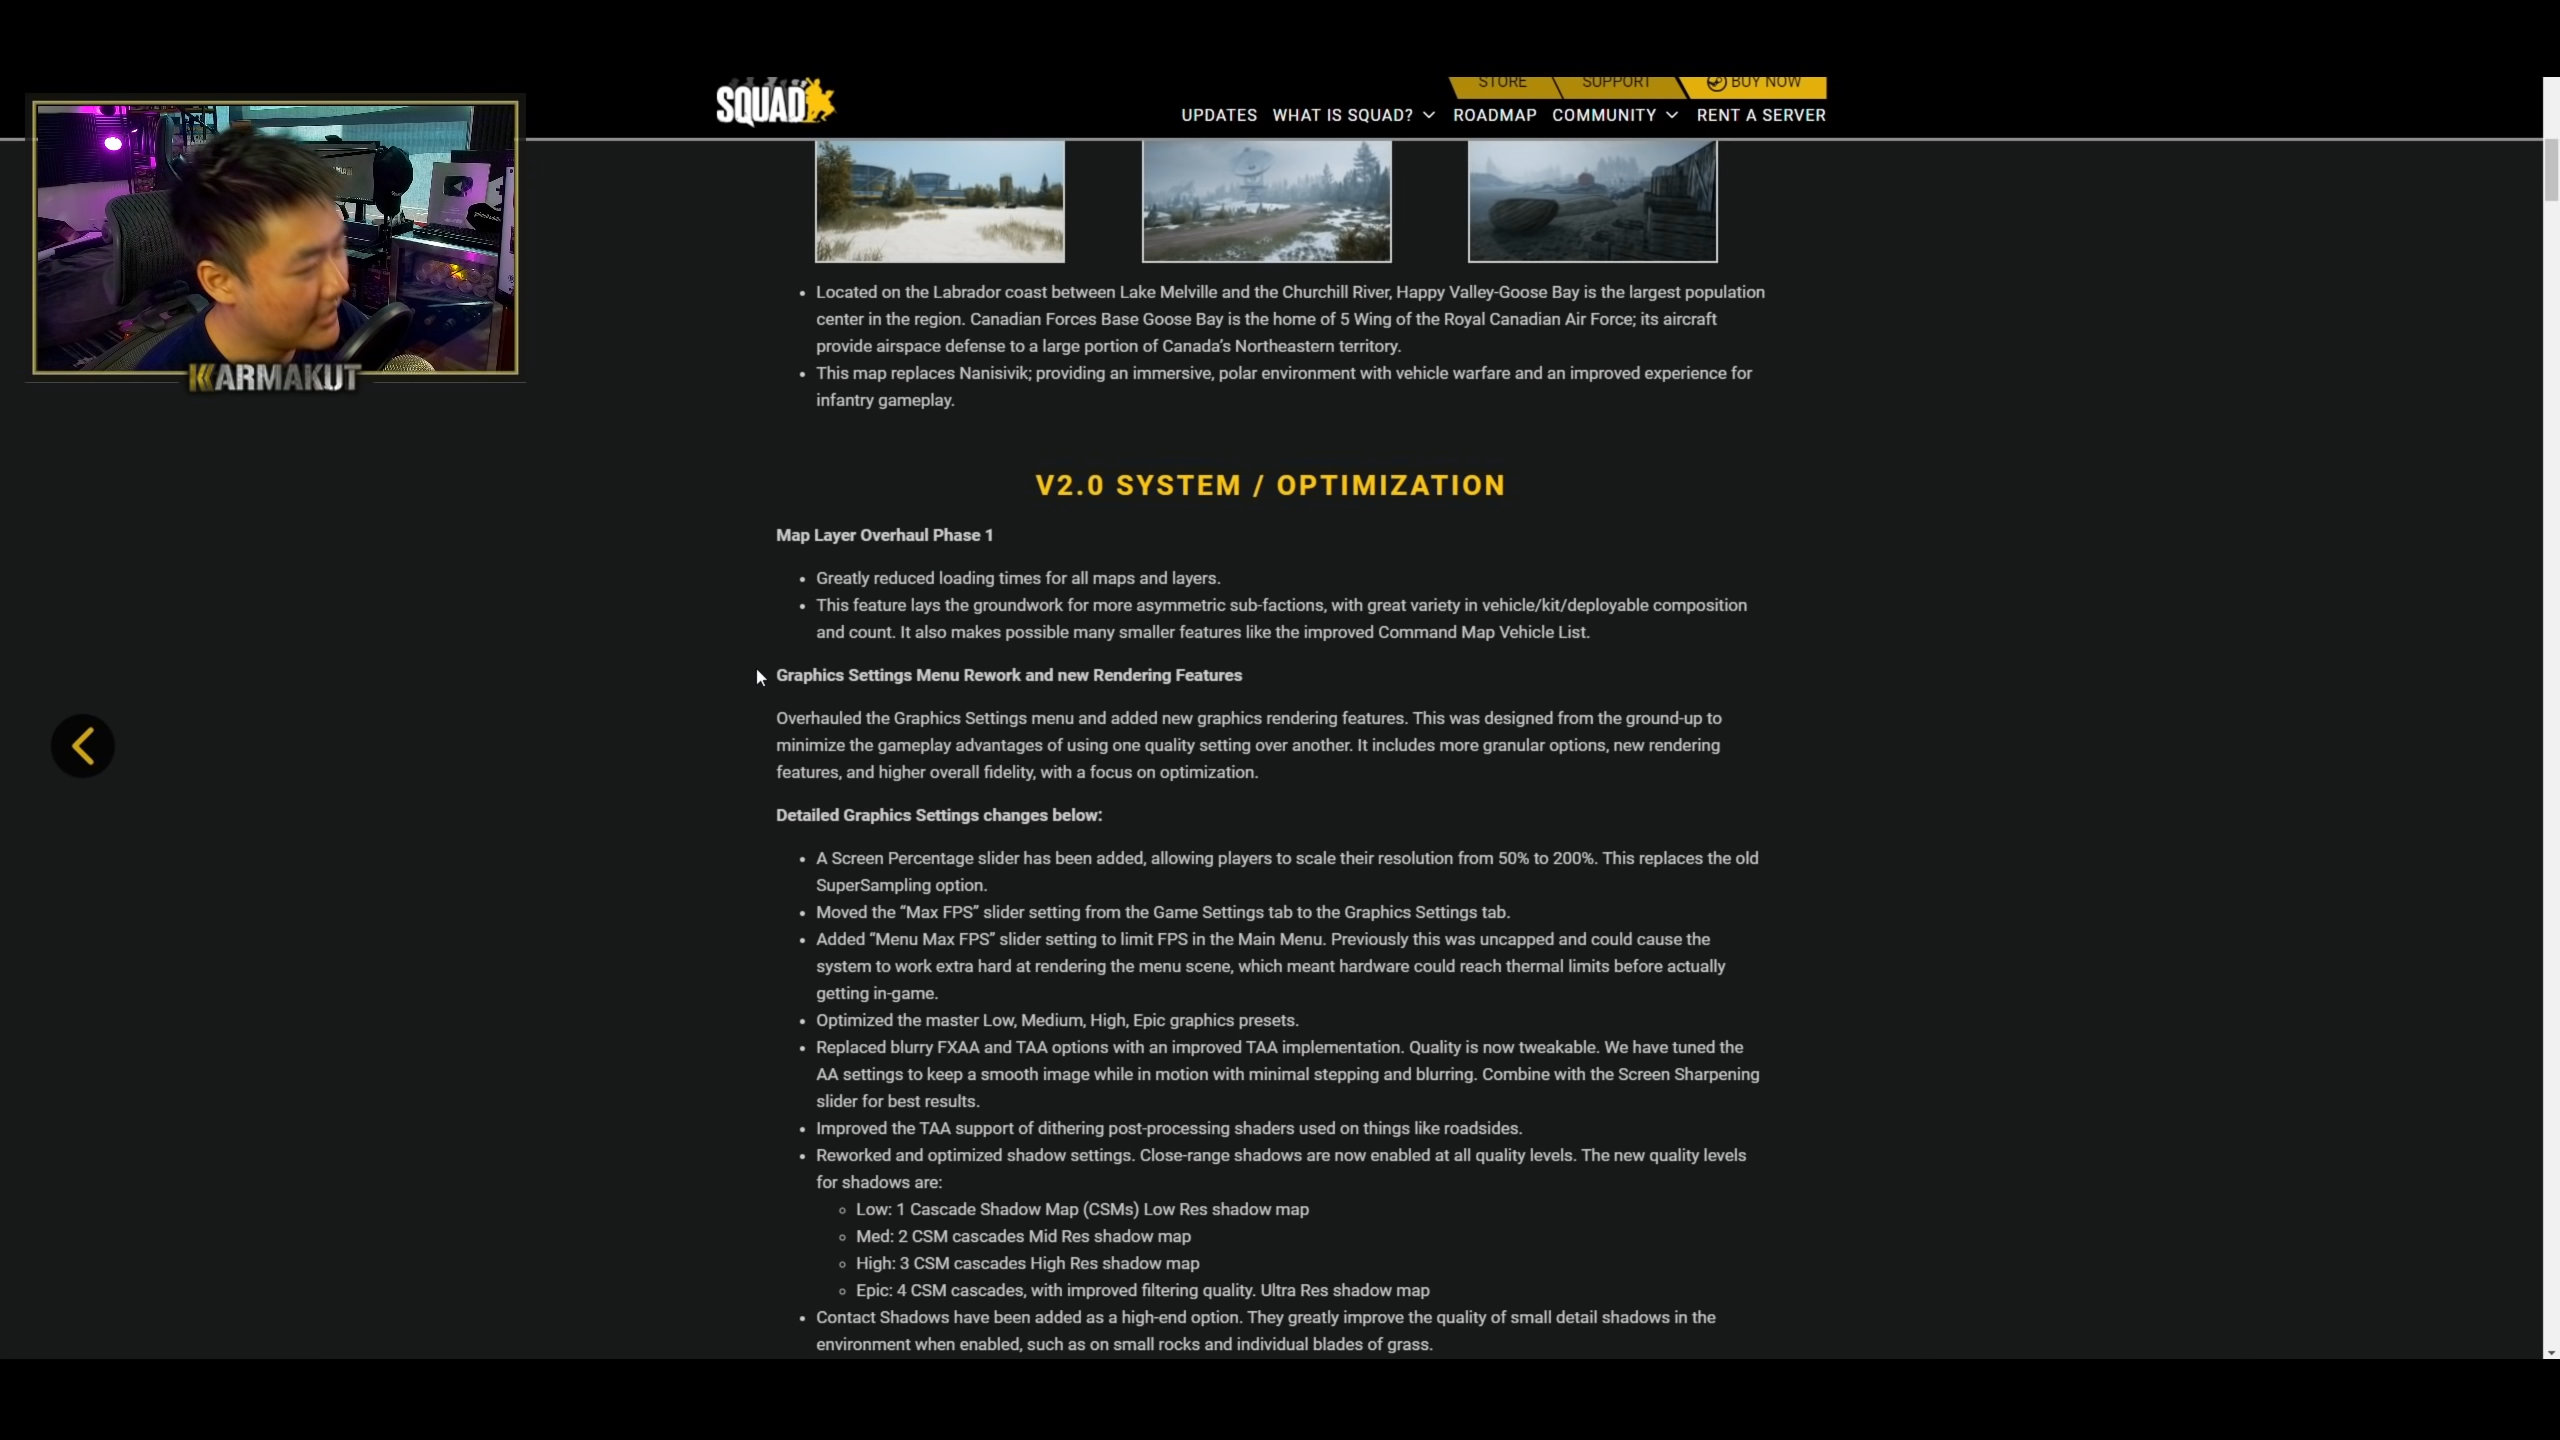 STORE
SUPPORT
BUY NOW
SQUAD
UPDATES
WHAT IS SQUAD?
ROADMAP
COMMUNITY
RENT A SERVER
KARMAKUT
• Located on the Labrador coast between Lake Melville and the Churchill River, Happy Valley-Goose Bay is the largest population
center in the region. Canadian Forces Base Goose Bay is the home of 5 Wing of the Royal Canadian Air Force; its aircraft
provide airspace defense to a large portion of Canada’s Northeastern territory.
• This map replaces Nanisivik; providing an immersive, polar environment with vehicle warfare and an improved experience for
infantry gameplay.
V2.0 SYSTEM / OPTIMIZATION
Map Layer Overhaul Phase 1
• Greatly reduced loading times for all maps and layers.
• This feature lays the groundwork for more asymmetric sub-factions, with great variety in vehicle/kit/deployable composition
and count. It also makes possible many smaller features like the improved Command Map Vehicle List.
Graphics Settings Menu Rework and new Rendering Features
Overhauled the Graphics Settings menu and added new graphics rendering features. This was designed from the ground-up to
minimize the gameplay advantages of using one quality setting over another. It includes more granular options, new rendering
features, and higher overall fidelity, with a focus on optimization.
Detailed Graphics Settings changes below:
• A Screen Percentage slider has been added, allowing players to scale their resolution from 50% to 200%. This replaces the old
SuperSampling option.
• Moved the “Max FPS” slider setting from the Game Settings tab to the Graphics Settings tab.
• Added “Menu Max FPS” slider setting to limit FPS in the Main Menu. Previously this was uncapped and could cause the
system to work extra hard at rendering the menu scene, which meant hardware could reach thermal limits before actually
getting in-game.
• Optimized the master Low, Medium, High, Epic graphics presets.
• Replaced blurry FXAA and TAA options with an improved TAA implementation. Quality is now tweakable. We have tuned the
AA settings to keep a smooth image while in motion with minimal stepping and blurring. Combine with the Screen Sharpening
slider for best results.
• Improved the TAA support of dithering post-processing shaders used on things like roadsides.
• Reworked and optimized shadow settings. Close-range shadows are now enabled at all quality levels. The new quality levels
for shadows are:
◦ Low: 1 Cascade Shadow Map (CSMs) Low Res shadow map
◦ Med: 2 CSM cascades Mid Res shadow map
◦ High: 3 CSM cascades High Res shadow map
◦ Epic: 4 CSM cascades, with improved filtering quality. Ultra Res shadow map
• Contact Shadows have been added as a high-end option. They greatly improve the quality of small detail shadows in the
environment when enabled, such as on small rocks and individual blades of grass.